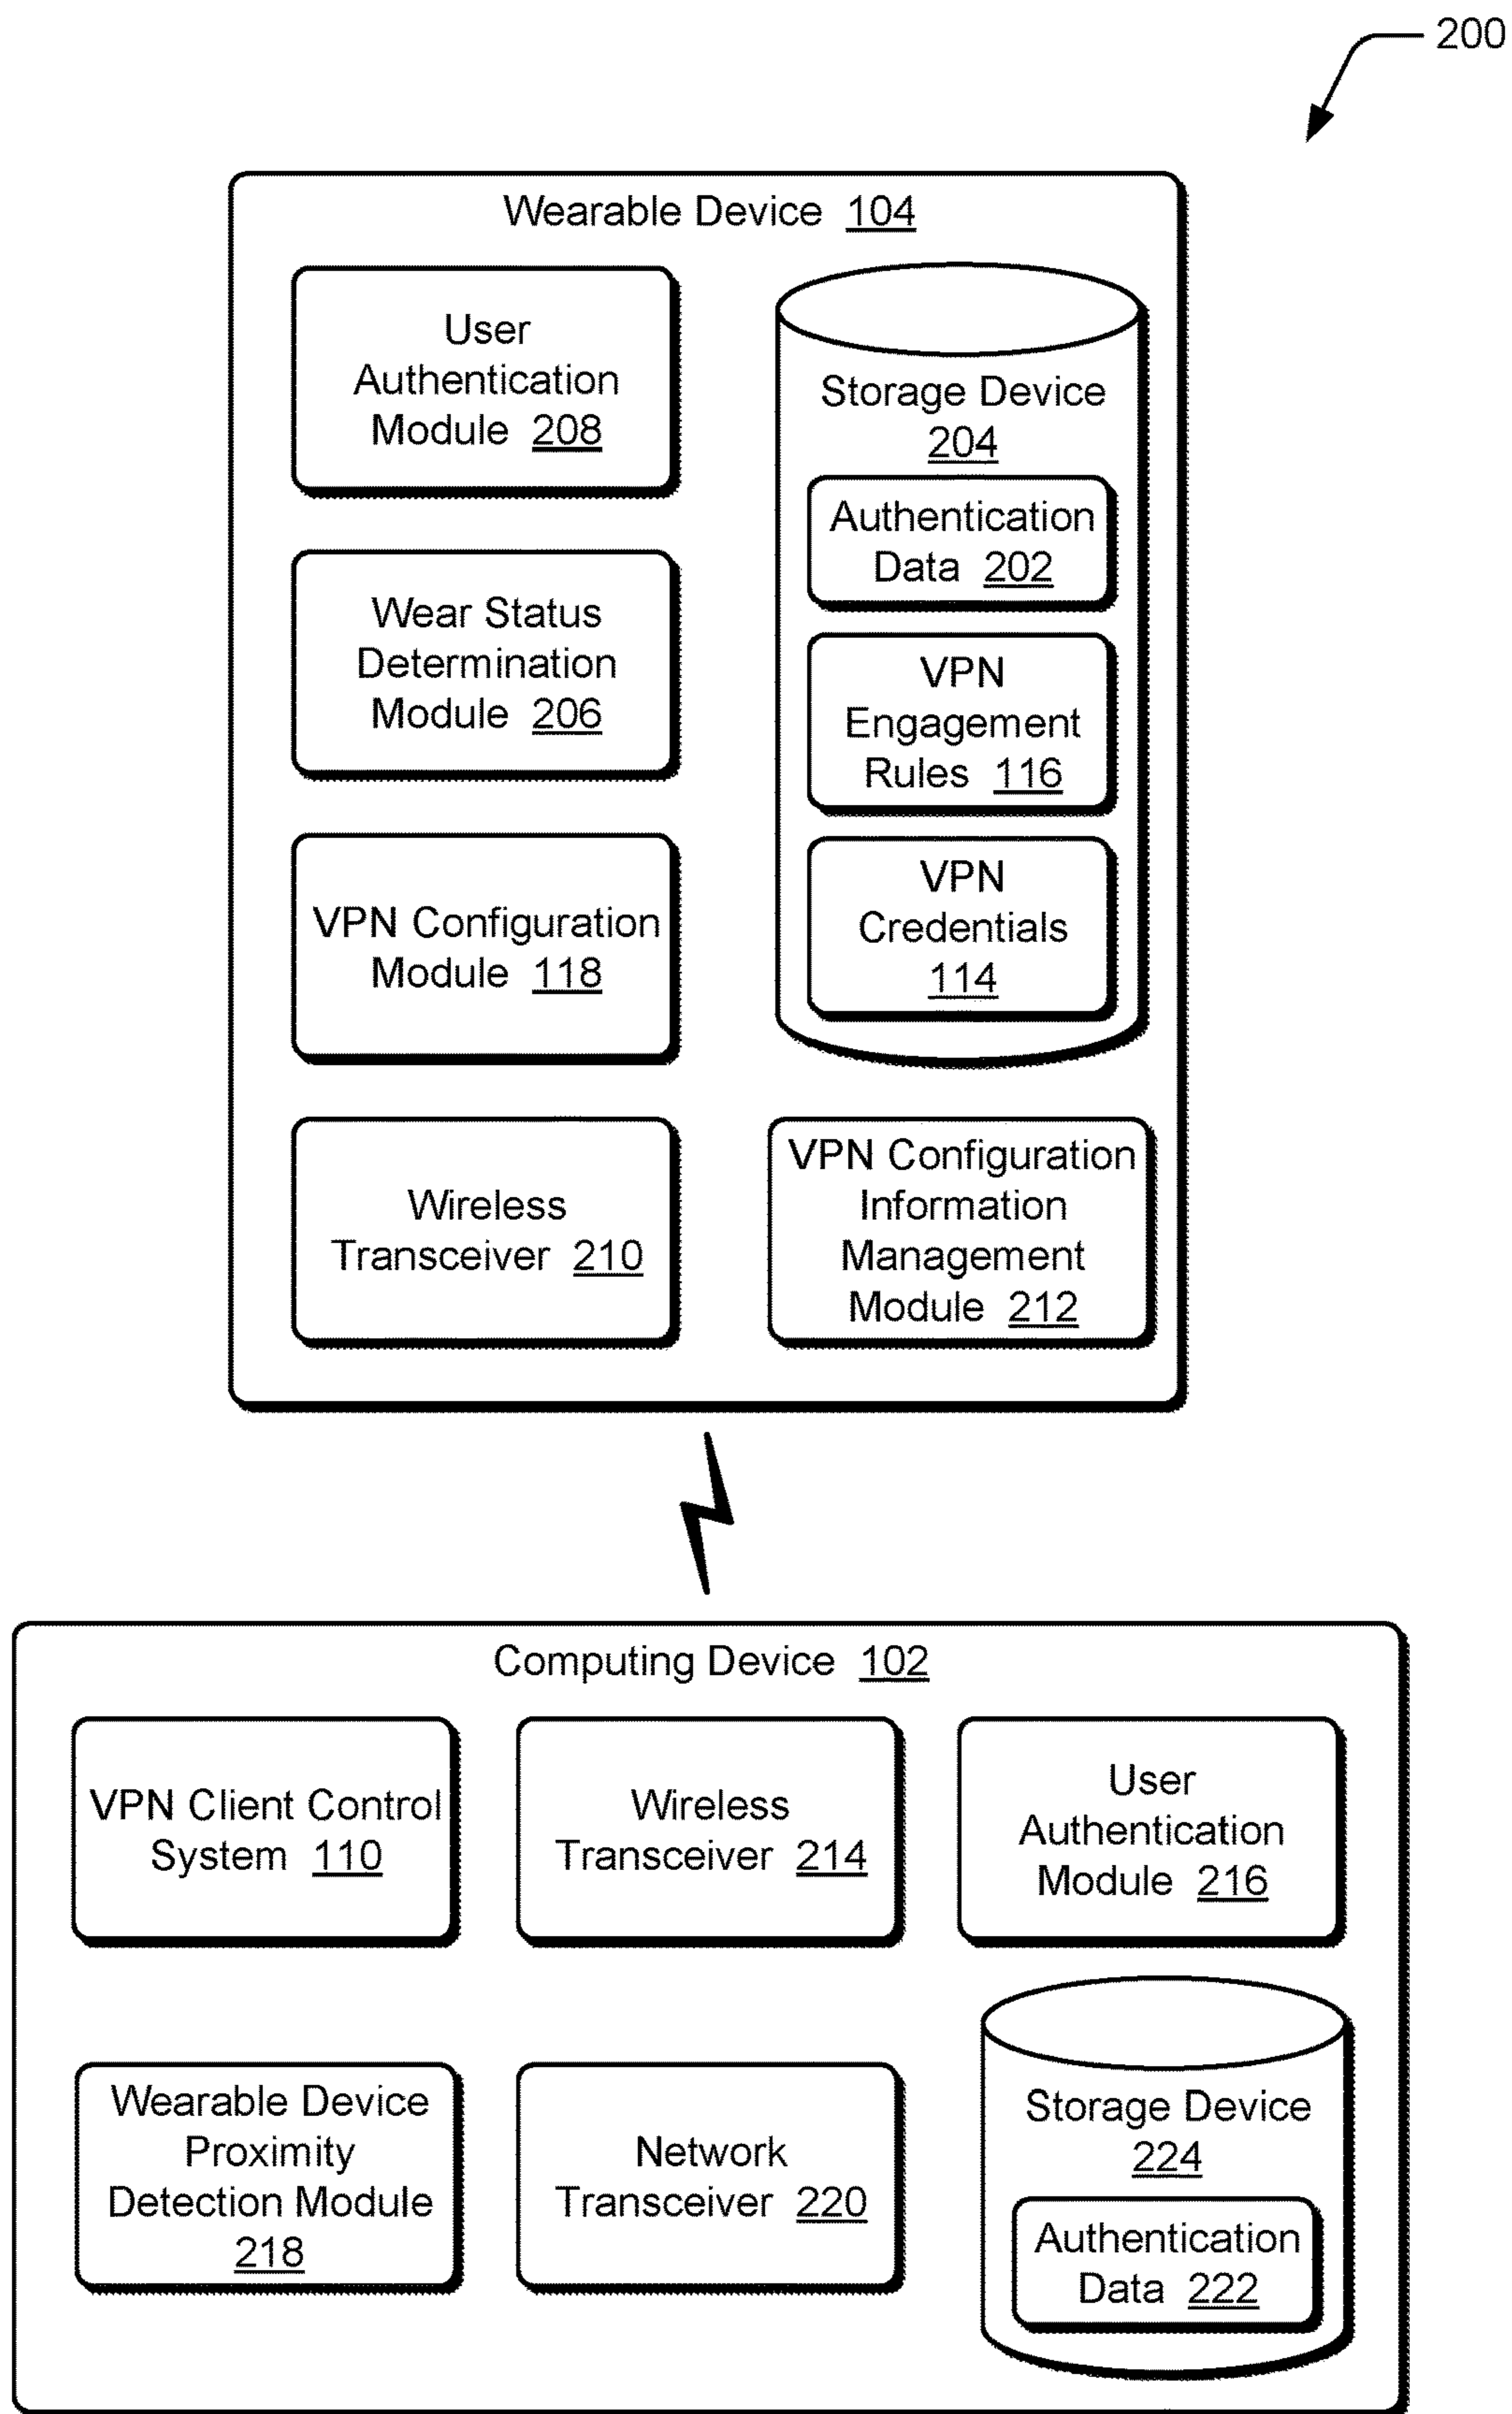 200
Wearable Device 104
User
Authentication
Module 208
Storage Device
204
Authentication
Data 202
VPN
Engagement
Rules 116
VPN
Credentials
114
Wear Status
Determination
Module 206
VPN Configuration
Module 118
Wireless
Transceiver 210
VPN Configuration
Information
Management
Module 212
Computing Device 102
VPN Client Control
System 110
Wireless
Transceiver 214
User
Authentication
Module 216
Wearable Device
Proximity
Detection Module
218
Network
Transceiver 220
Storage Device
224
Authentication
Data 222